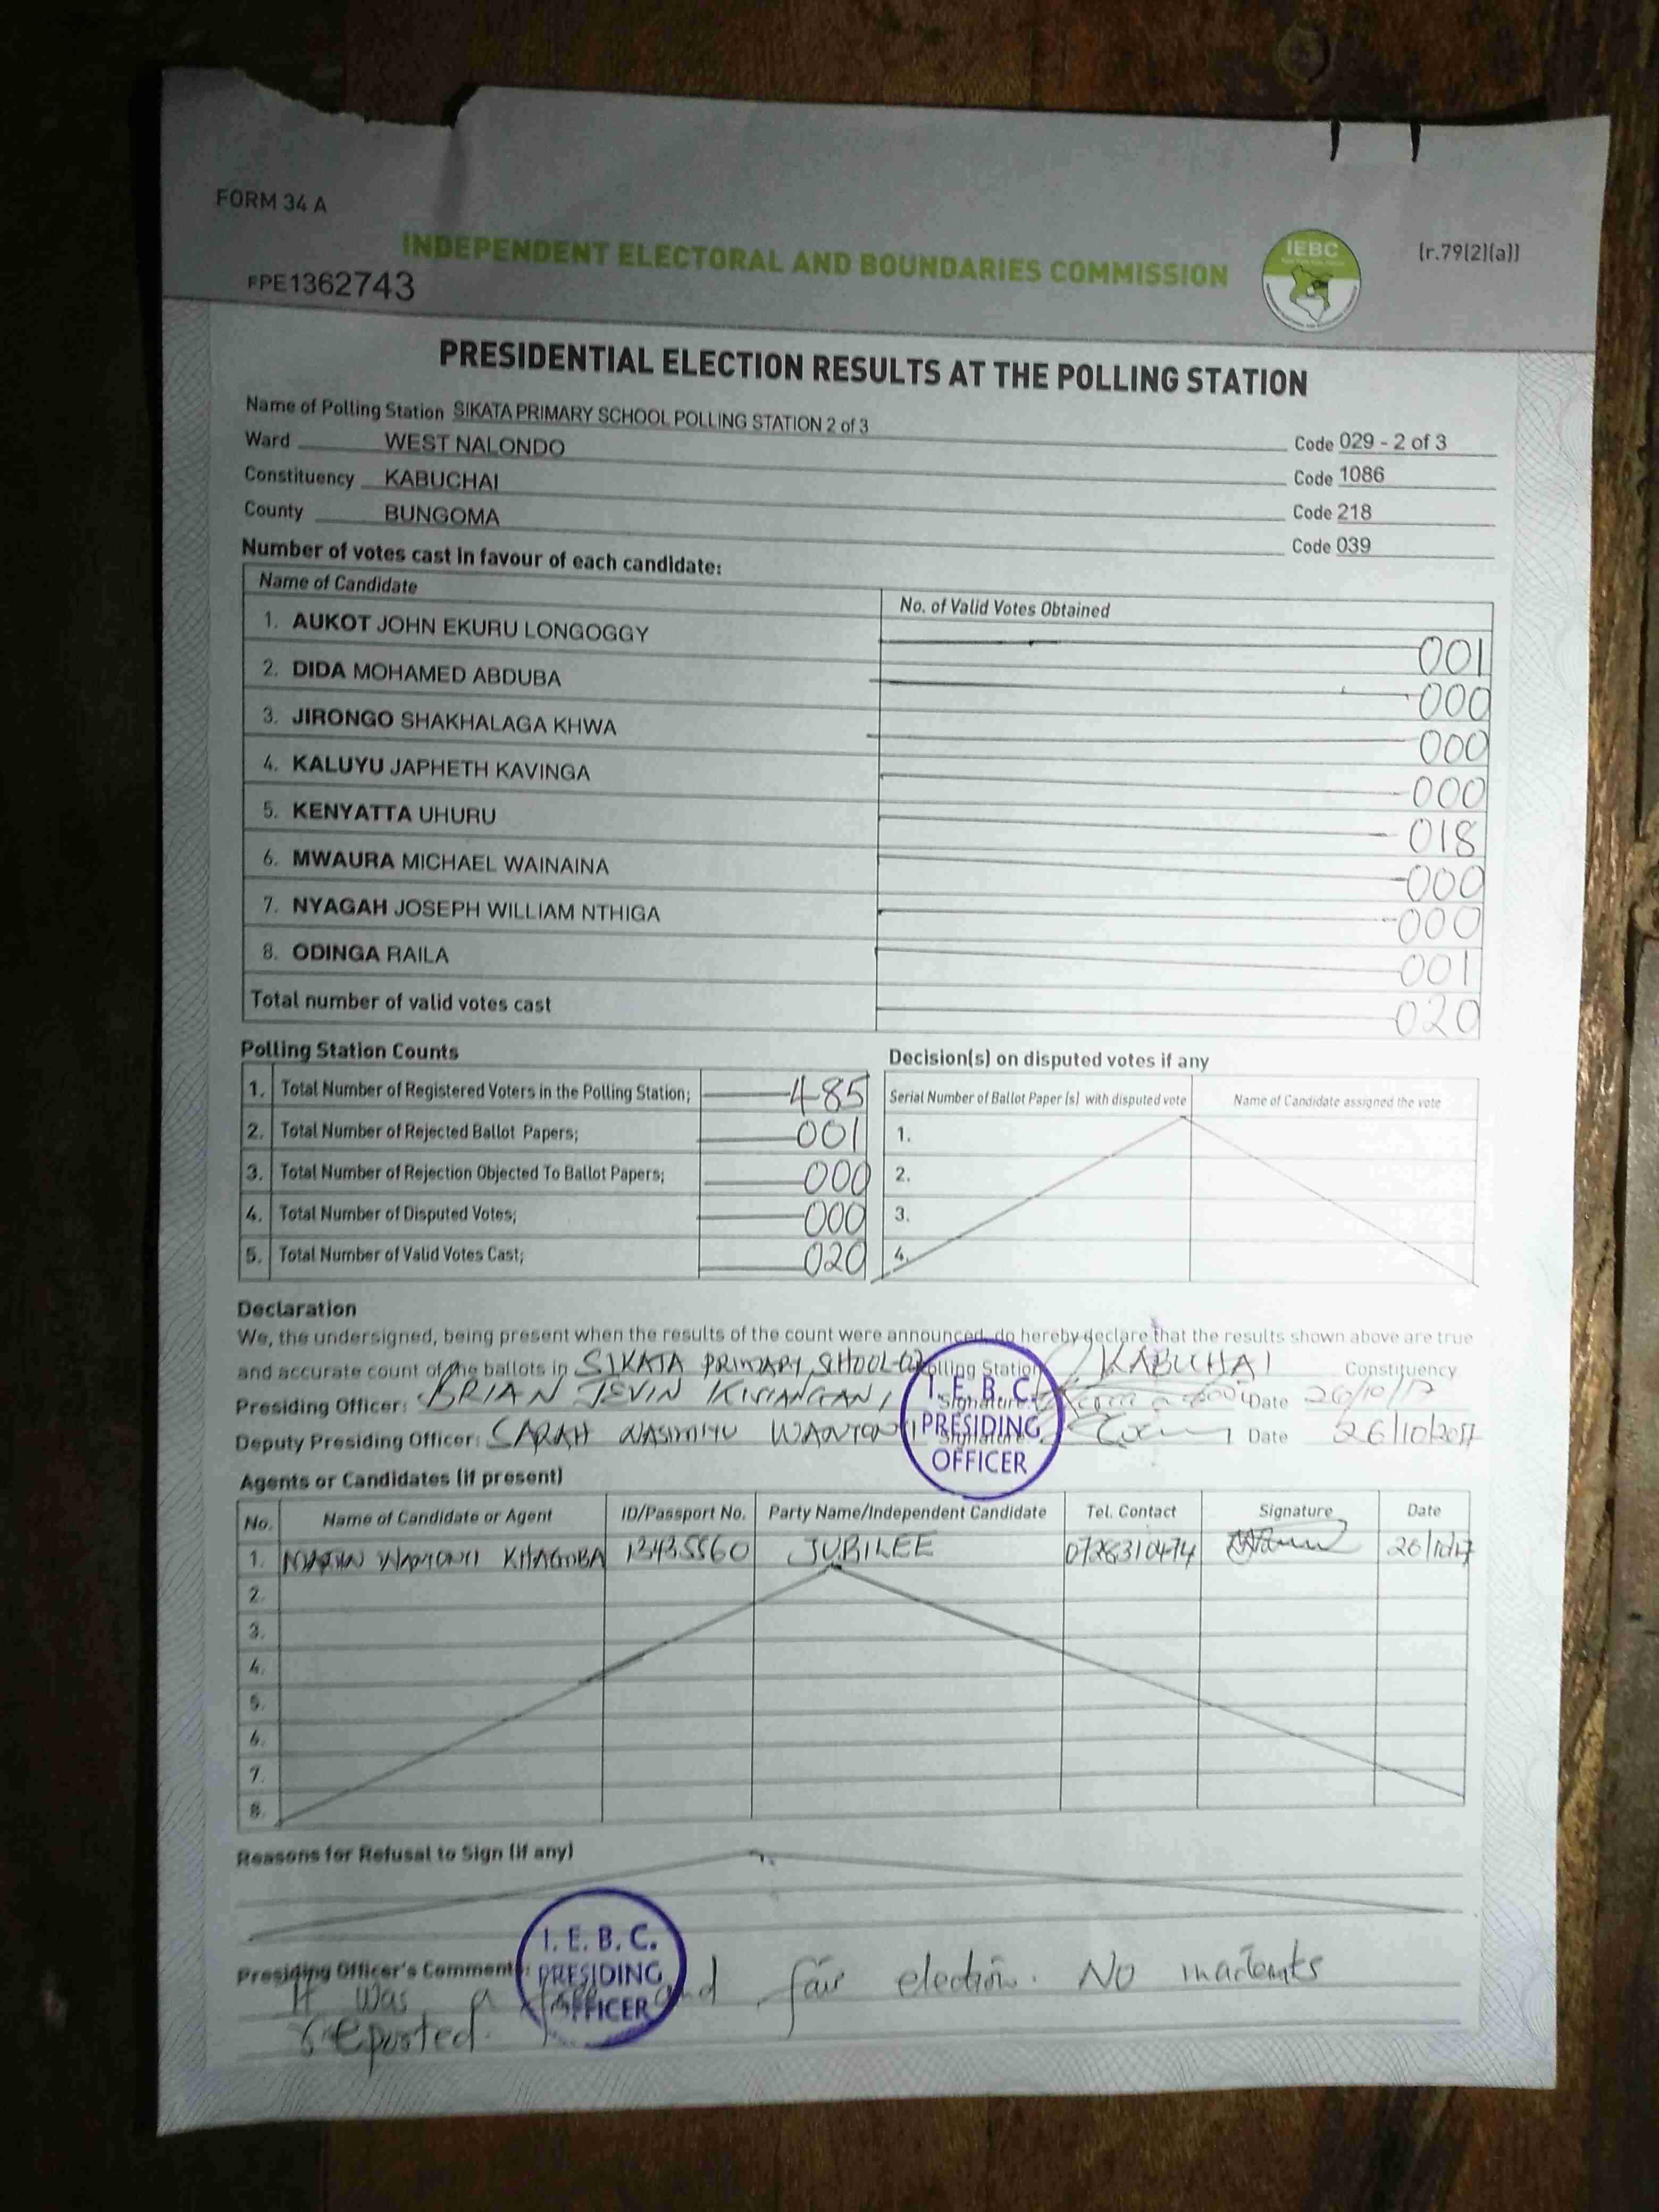 FORM 34 A
INDEPENDENT ELECTORAL AND BOUNDARIES COMMISSION
IEBC
[r.79(2)(a)]
FPE1362743
PRESIDENTIAL ELECTION RESULTS AT THE POLLING STATION
Name of Polling Station SIKATA PRIMARY SCHOOL POLLING STATION 2 of 3 Code 029 - 2 of 3
Ward WEST NALONDO Code 1086
Constituency KABUCHAI Code 218
County BUNGOMA Code 039
Number of votes cast in favour of each candidate:
Name of Candidate No. of Valid Votes Obtained
1. AUKOT JOHN EKURU LONGOGGY 001
2. DIDA MOHAMED ABDUBA 000
3. JIRONGO SHAKHALAGA KHWA 000
4. KALUYU JAPHETH KAVINGA 000
5. KENYATTA UHURU 018
6. MWAURA MICHAEL WAINAINA 000
7. NYAGAH JOSEPH WILLIAM NTHIGA 000
8. ODINGA RAILA 001
Total number of valid votes cast 020
Polling Station Counts
1. Total Number of Registered Voters in the Polling Station; 485
2. Total Number of Rejected Ballot Papers; 001
3. Total Number of Rejection Objected To Ballot Papers; 000
4. Total Number of Disputed Votes; 000
5. Total Number of Valid Votes Cast; 020
Decision(s) on disputed votes if any
Serial Number of Ballot Paper (s) with disputed vote Name of Candidate assigned the vote
1.
2.
3.
4.
Declaration
We, the undersigned, being present when the results of the count were announced, do hereby declare that the results shown above are true
and accurate count of the ballots in SIKATA PRIMARY SCHOOL Polling Station KABUCHAI Constituency
Presiding Officer: BRIAN Signature Date 26/10/17
Deputy Presiding Officer: SARAH Signature Date 26/10/2017
I. E. B. C.
PRESIDING
OFFICER
Agents or Candidates (if present)
No. Name of Candidate or Agent ID/Passport No. Party Name/Independent Candidate Tel. Contact Signature Date
1. KHAGOBA 13435560 JUBILEE 0728310474 26/10/17
2.
3.
4.
5.
6.
7.
8.
Reasons for Refusal to Sign (if any)
I. E. B. C.
PRESIDING
OFFICER
Presiding Officer's Comments:
It was a and fair election. No incidents
reported.